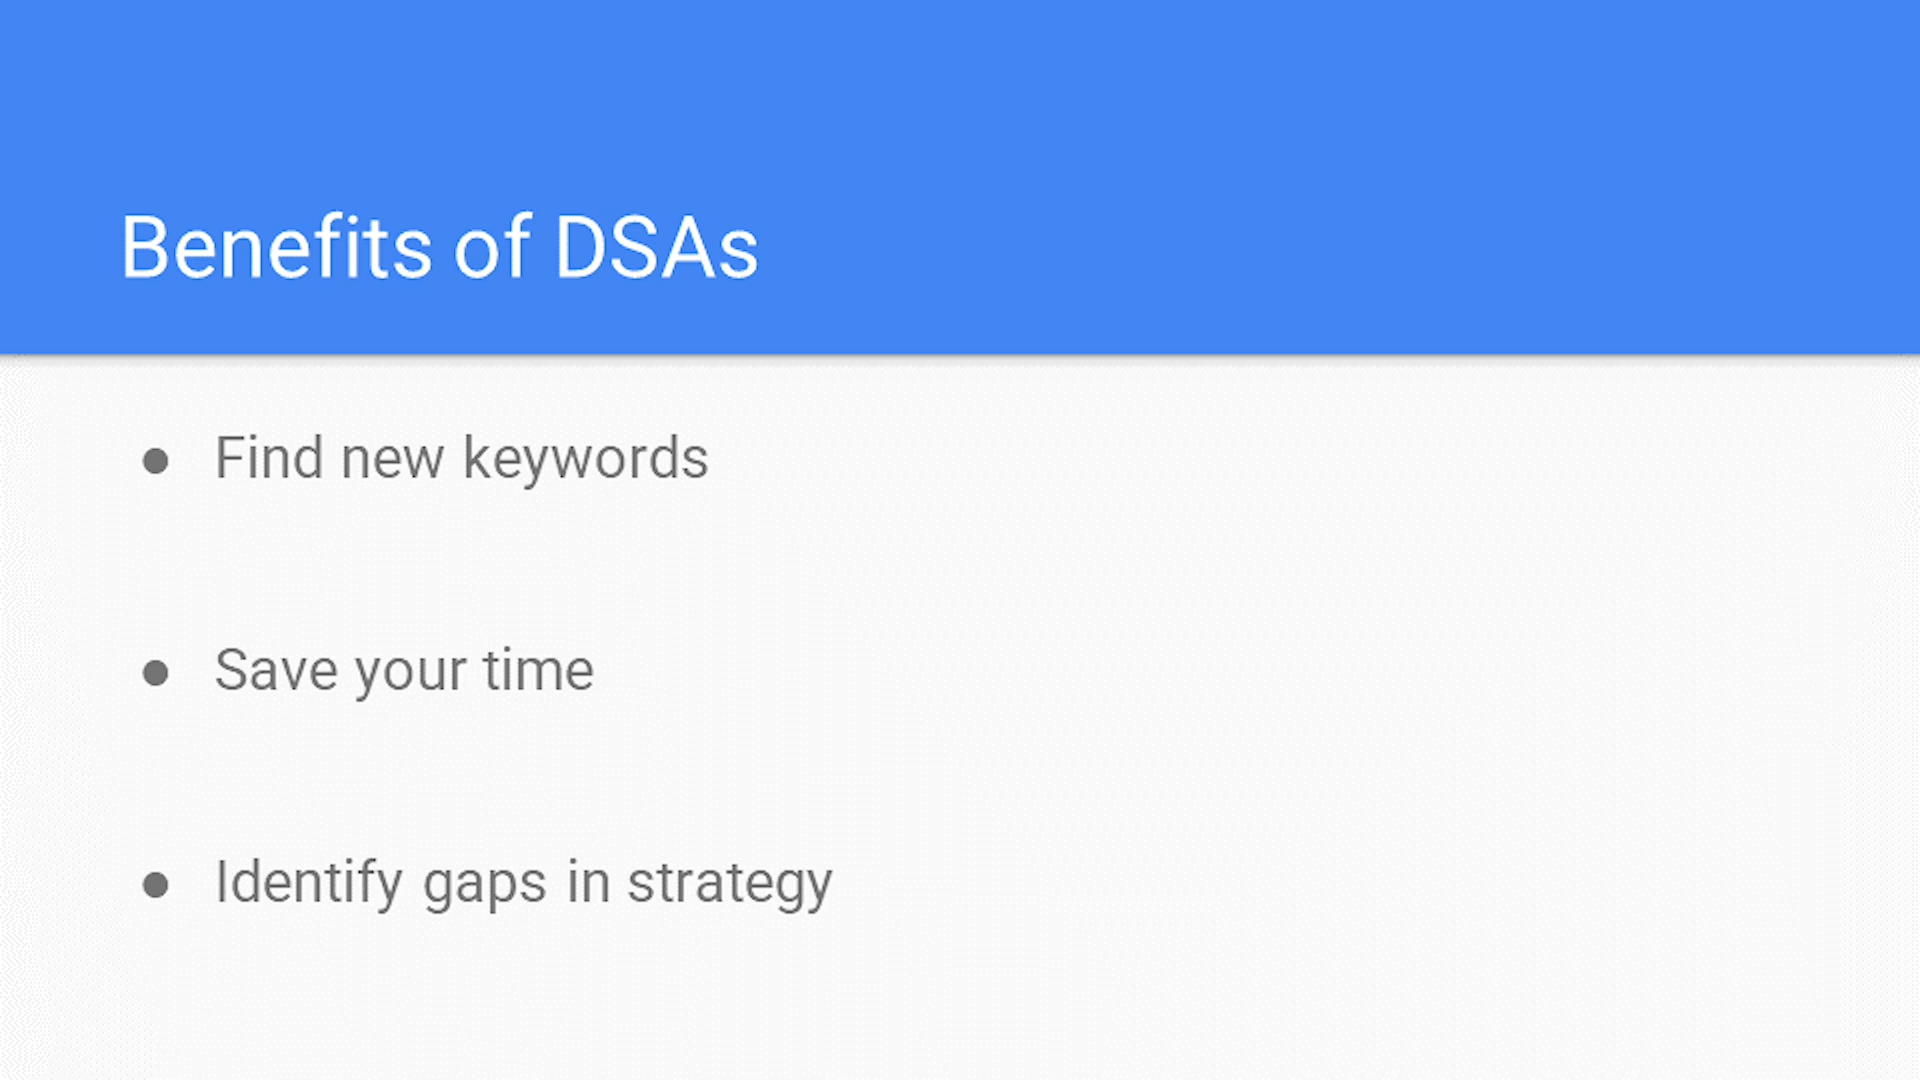 Benefits of DSAs
● Find new keywords
● Save your time
● Identify gaps in strategy